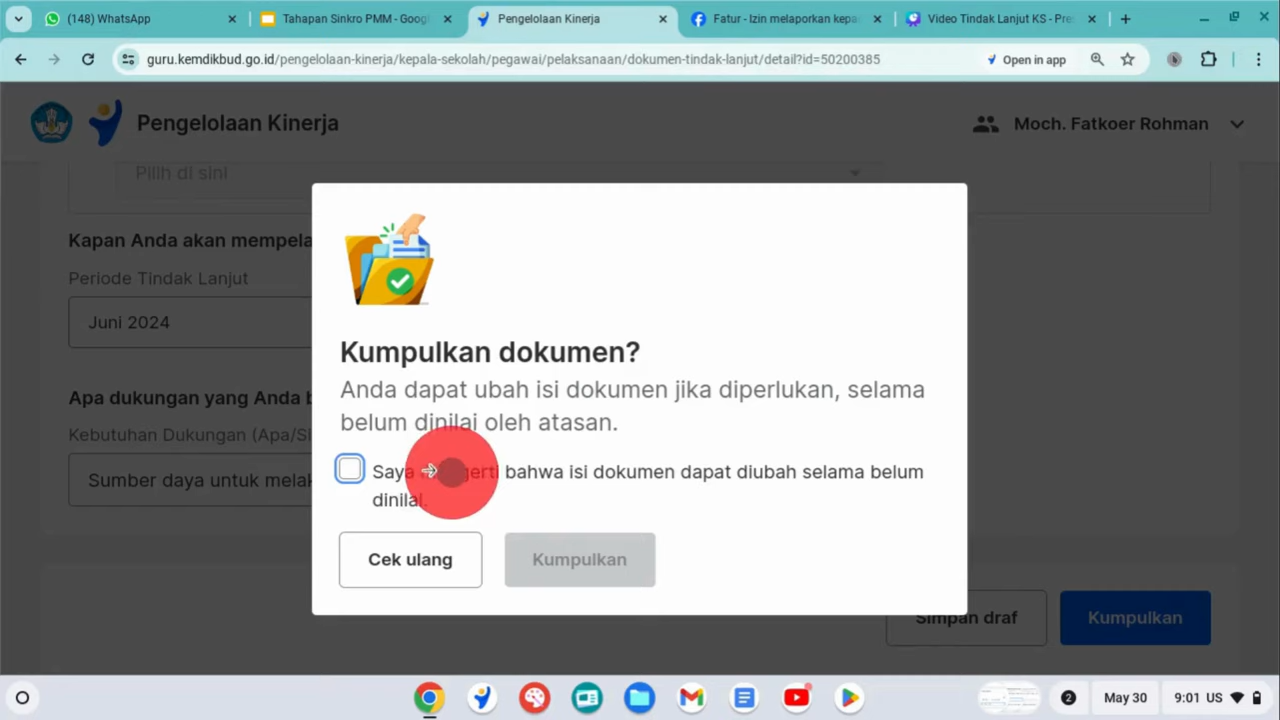 (148) WhatsApp
Tahapan Sinkro PMM - Googl
Pengelolaan Kinerja
Fatur - Izin melaporkan kepa
Video Tindak Lanjut KS - Pres
guru.kemdikbud.go.id/pengelolaan-kinerja/kepala-sekolah/pegawai/pelaksanaan/dokumen-tindak-lanjut/detail?id=50200385
Open in app
Pengelolaan Kinerja
Moch. Fatkoer Rohman
Pilih di sini
Kapan Anda akan mempela
Periode Tindak Lanjut
Juni 2024
Apa dukungan yang Anda b
Kebutuhan Dukungan (Apa/Si
Sumber daya untuk melak
Kumpulkan dokumen?
Anda dapat ubah isi dokumen jika diperlukan, selama
belum dinilai oleh atasan.
Saya bahwa isi dokumen dapat diubah selama belum
dinilai.
Cek ulang
Kumpulkan
Simpan draf
Kumpulkan
2
May 30
9:01 US